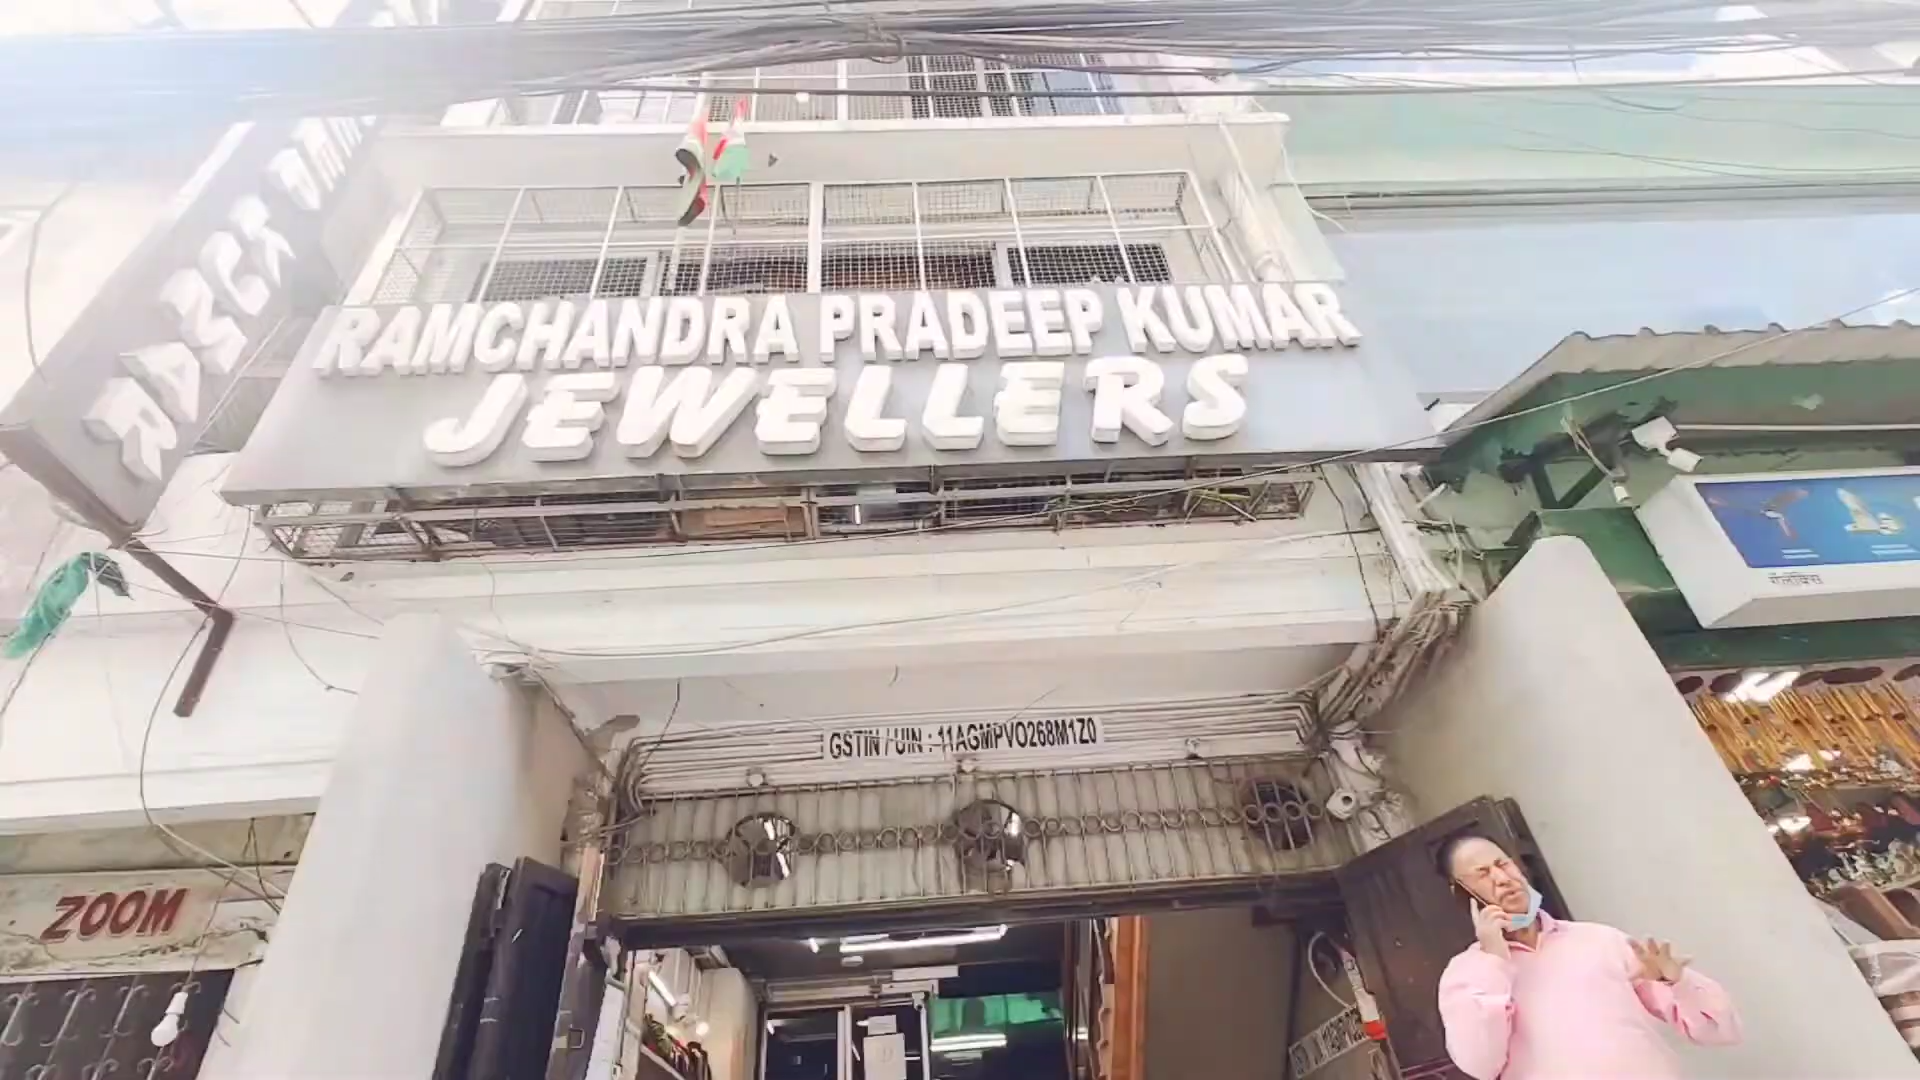 RAMCHANDRA PRADEEP KUMAR
JEWELLERS
GSTIN / UIN : 11AGMPVO268M1Z0
ZOOM